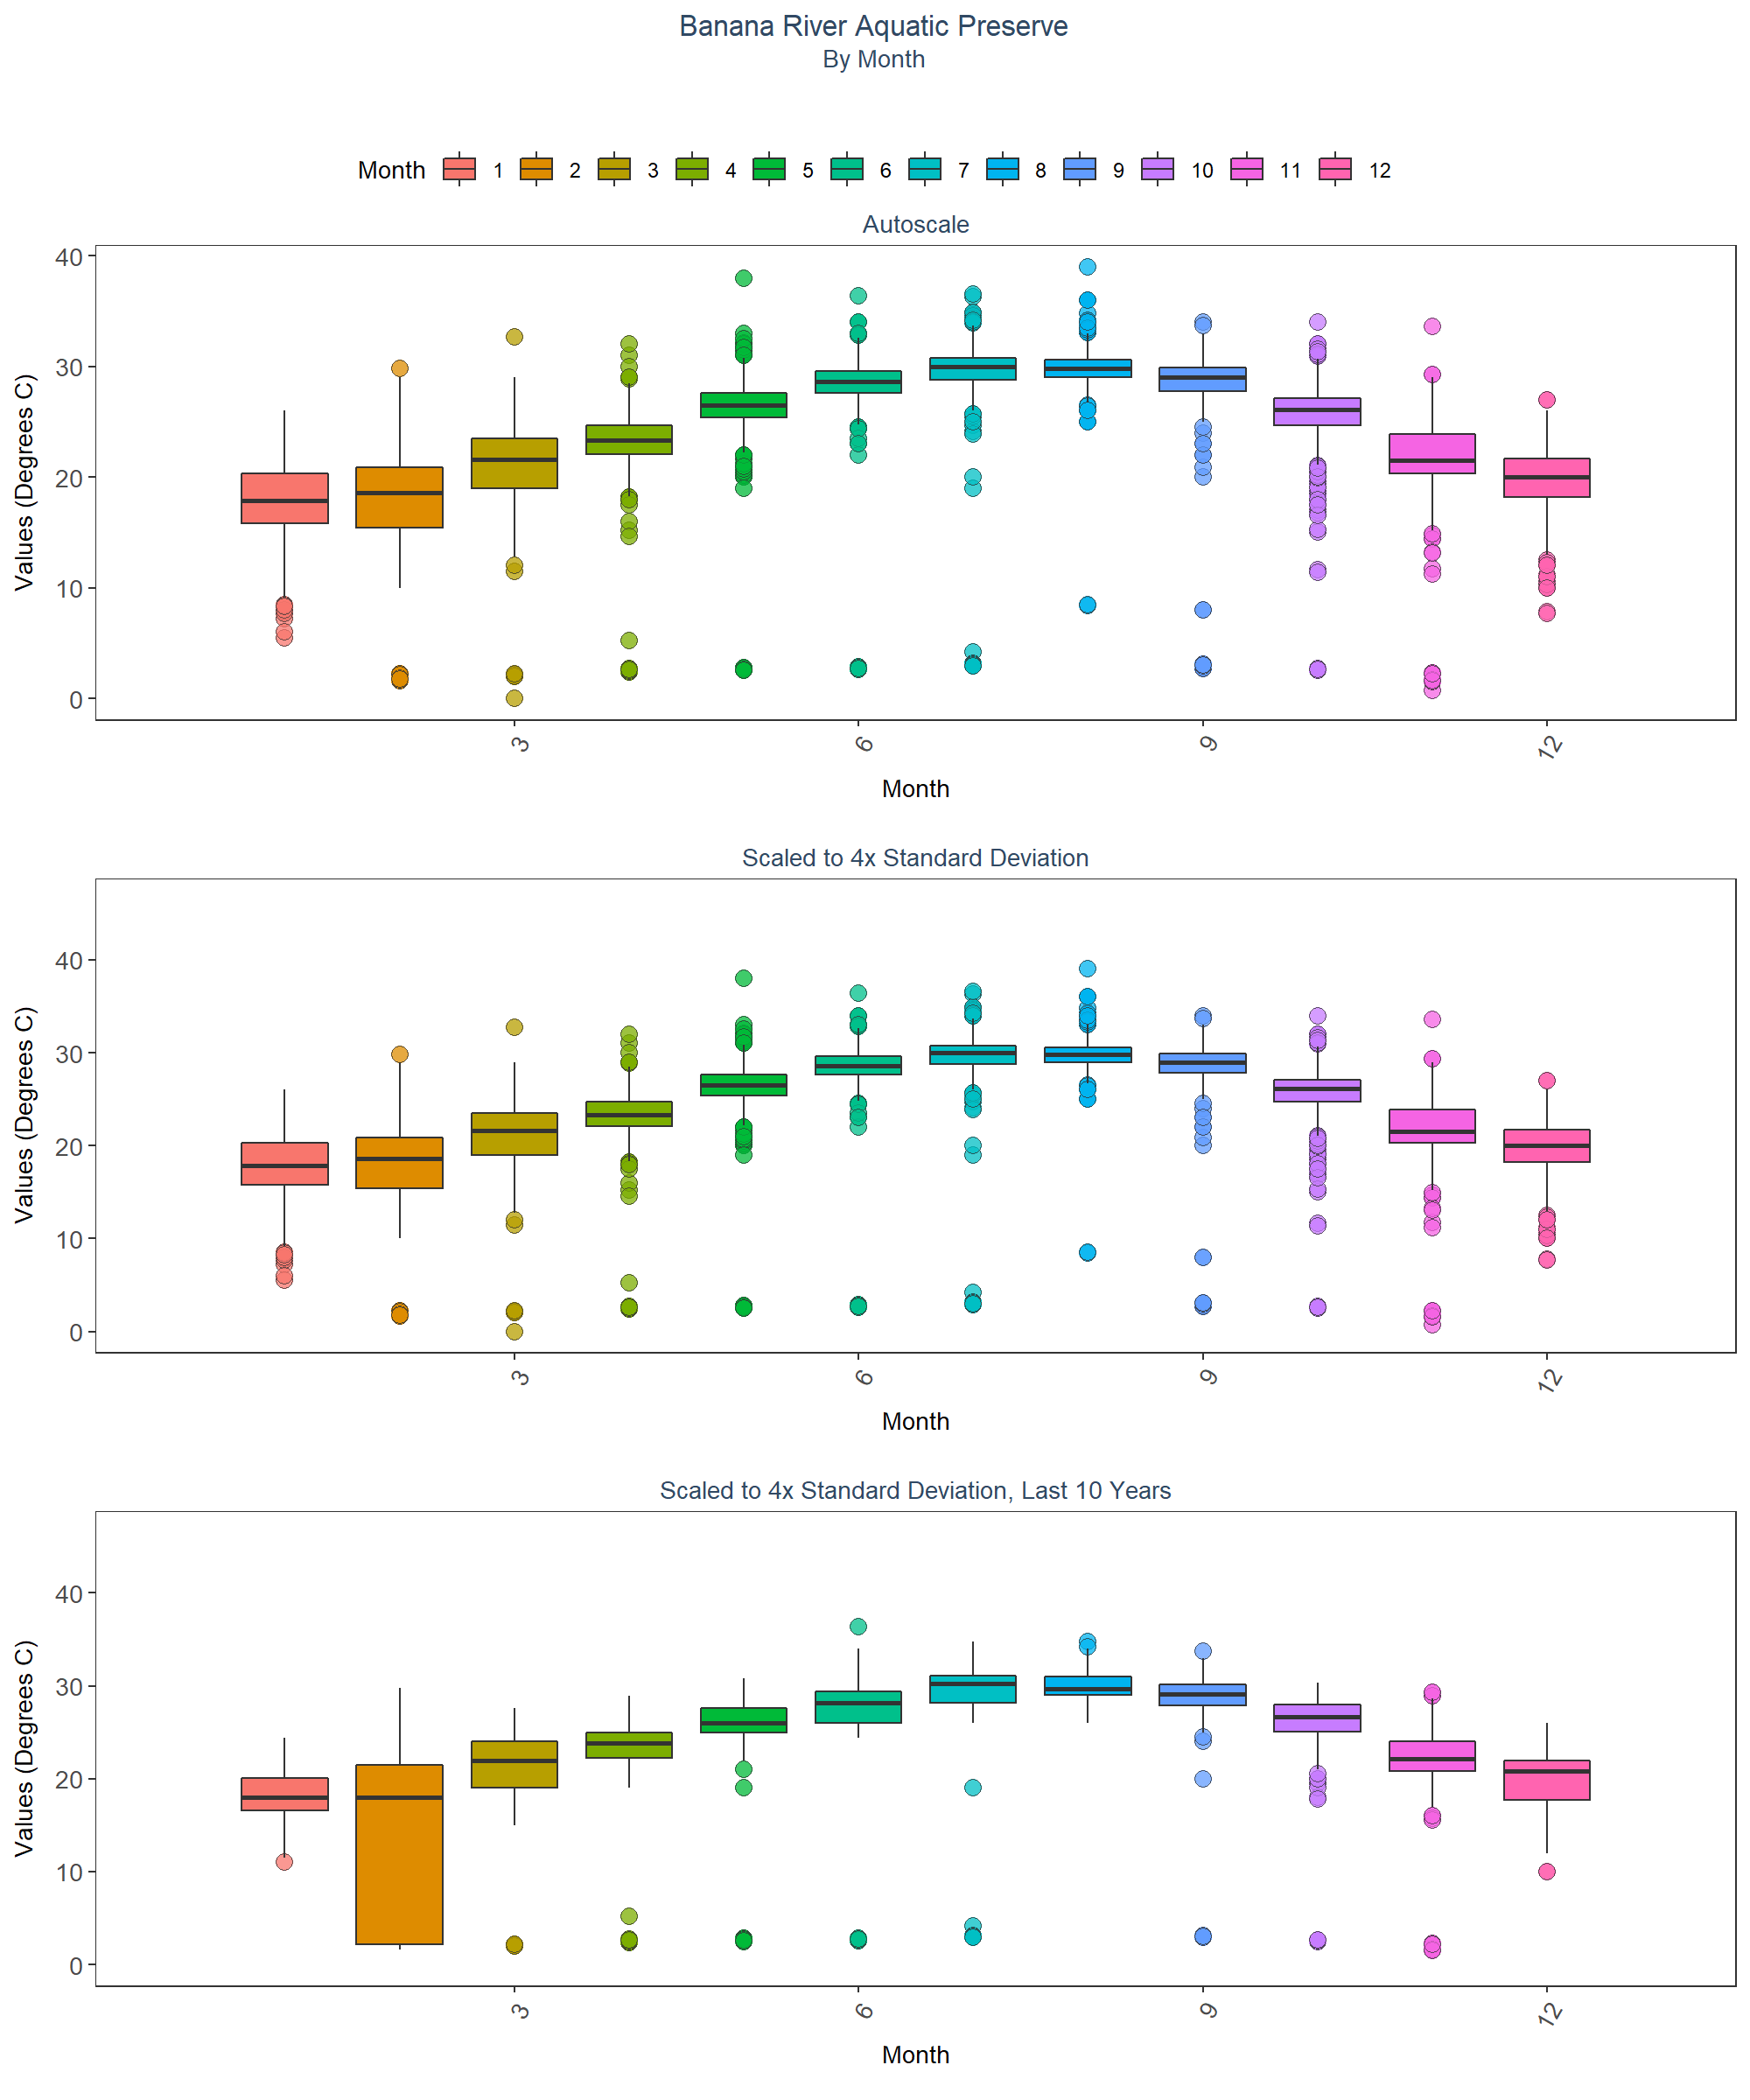 Banana River Aquatic Preserve
By Month
Month 1 2 3 4 5 6 7 8 9 10 11 12
Autoscale
Values (Degrees C)
40
30
20
10
0
3 6 9 12
Month
Scaled to 4x Standard Deviation
Values (Degrees C)
40
30
20
10
0
3 6 9 12
Month
Scaled to 4x Standard Deviation, Last 10 Years
Values (Degrees C)
40
30
20
10
0
3 6 9 12
Month